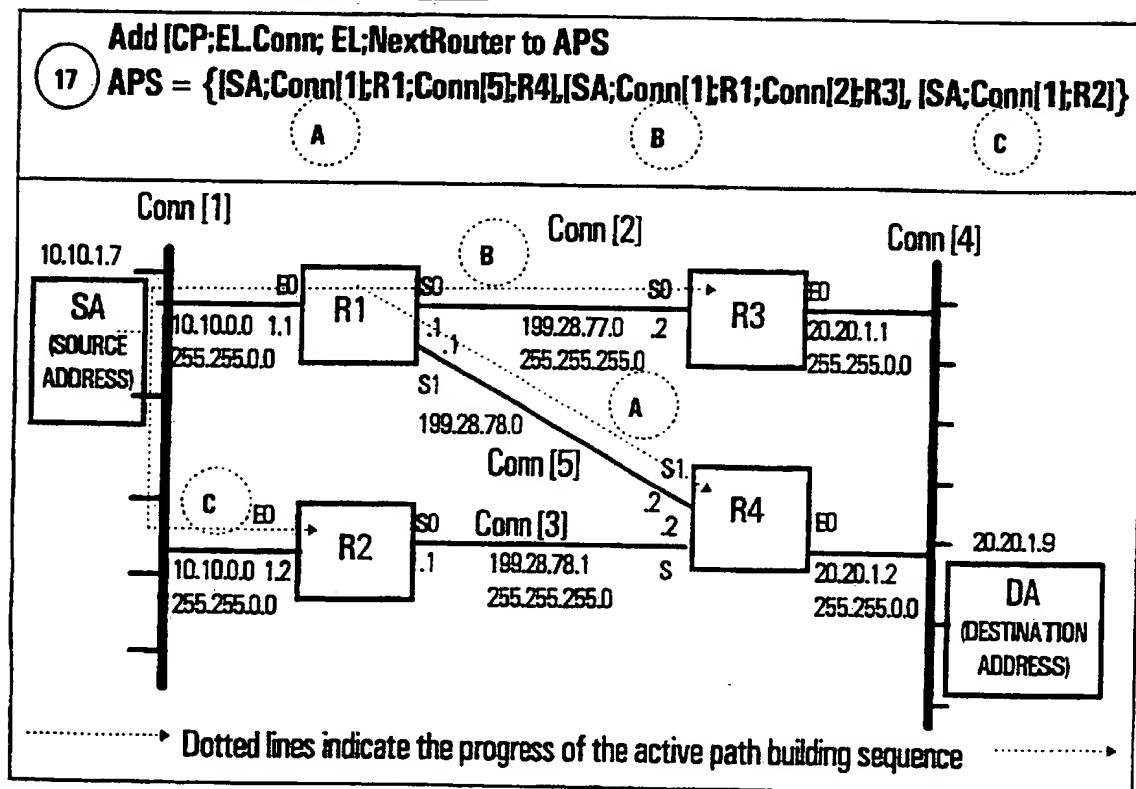 Add [CP;EL.Conn; EL;NextRouter to APS
17
APS = {[SA;Conn[1];R1;Conn[5];R4],[SA;Conn[1];R1;Conn[2];R3], [SA;Conn[1];R2]}
A
B
C
Conn [1]
Conn [2]
Conn [4]
10.10.1.7
SA
(SOURCE
ADDRESS)
E0
R1
S0
B
S0
R3
E0
10.10.0.0 1.1
255.255.0.0
.1
.1
199.28.77.0 .2
255.255.255.0
20.20.1.1
255.255.0.0
S1
199.28.78.0
A
Conn [5]
S1
.2
.2
R4
E0
C
E0
R2
S0
Conn [3]
10.10.0.0 1.2
255.255.0.0
.1
199.28.78.1
255.255.255.0
S
20.20.1.2
255.255.0.0
20.20.1.9
DA
(DESTINATION
ADDRESS)
Dotted lines indicate the progress of the active path building sequence